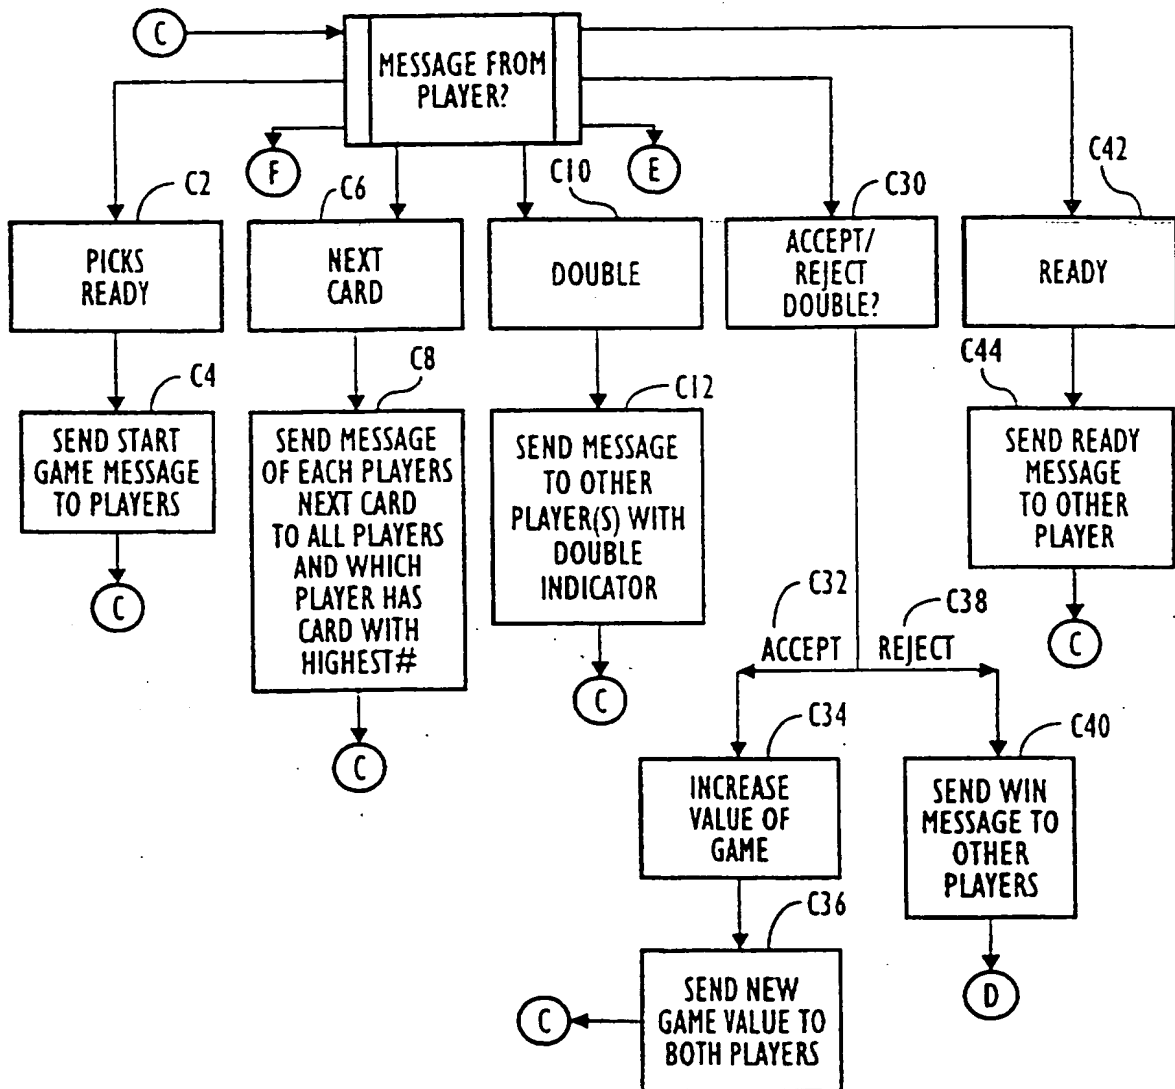 C
MESSAGE FROM
PLAYER?
F
E
C2
PICKS
READY
C6
NEXT
CARD
C10
DOUBLE
C30
ACCEPT/
REJECT
DOUBLE?
C42
READY
C4
SEND START
GAME MESSAGE
TO PLAYERS
C
C8
SEND MESSAGE
OF EACH PLAYERS
NEXT CARD
TO ALL PLAYERS
AND WHICH
PLAYER HAS
CARD WITH
HIGHEST#
C
C12
SEND MESSAGE
TO OTHER
PLAYER(S) WITH
DOUBLE
INDICATOR
C
C44
SEND READY
MESSAGE
TO OTHER
PLAYER
C
C32
ACCEPT
C38
REJECT
C34
INCREASE
VALUE OF
GAME
C36
SEND NEW
GAME VALUE TO
BOTH PLAYERS
C
C40
SEND WIN
MESSAGE TO
OTHER
PLAYERS
D